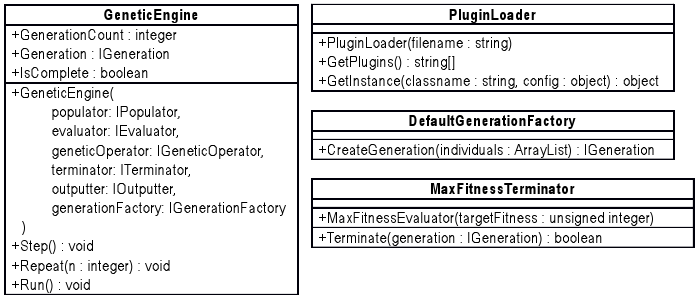 GeneticEngine
+GenerationCount : integer
+Generation : IGeneration
+IsComplete : boolean
+GeneticEngine(
populator: IPopulator,
evaluator: IEvaluator,
geneticOperator: IGeneticOperator,
terminator: ITerminator,
outputter: IOutputter,
generationFactory: IGenerationFactory
)
+Step() : void
+Repeat(n : integer) : void
+Run() : void
PluginLoader
+PluginLoader(filename : string)
+GetPlugins() : string[]
+GetInstance(classname : string, config : object) : object
DefaultGenerationFactory
+CreateGeneration(individuals : ArrayList) : IGeneration
MaxFitnessTerminator
+MaxFitnessEvaluator(targetFitness : unsigned integer)
+Terminate(generation : IGeneration) : boolean